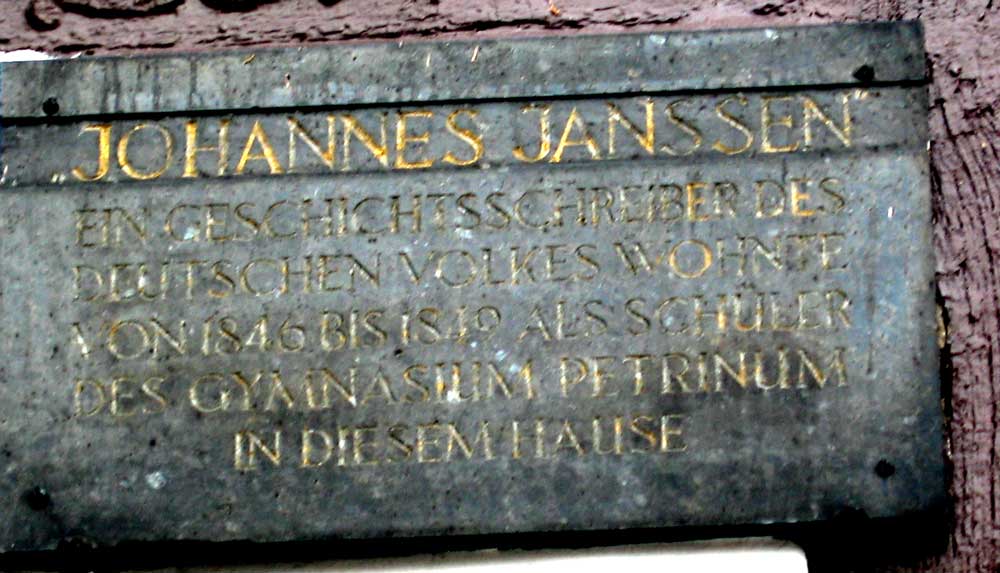 „JOHANNES JANSSEN"
EIN GESCHICHTSSCHREIBER DES
DEUTSCHEN VOLKES WOHNTE
VON 1846 BIS 1849 ALS SCHÜLER
DES GYMNASIUM PETRINUM
IN DIESEM HAUSE